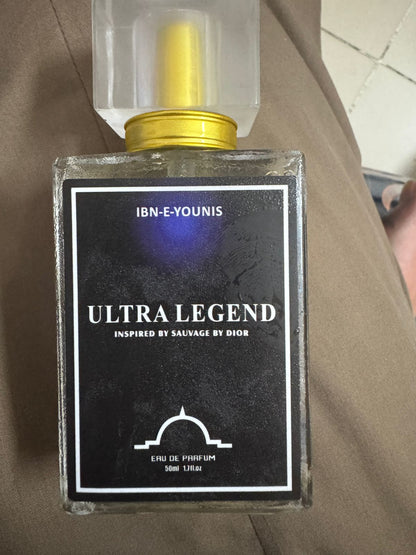 IBN-E-YOUNIS
ULTRA LEGEND
INSPIRED BY SAUVAGE BY DIOR
EAU DE PARFUM
50ml 1.7fl.oz